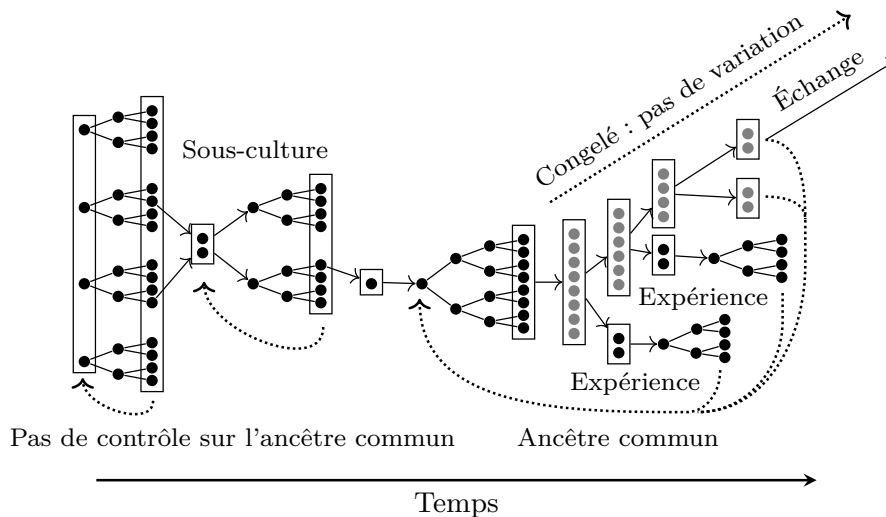 Congelé : pas de variation
Échange
Sous-culture
Expérience
Expérience
Pas de contrôle sur l'ancêtre commun
Ancêtre commun
Temps